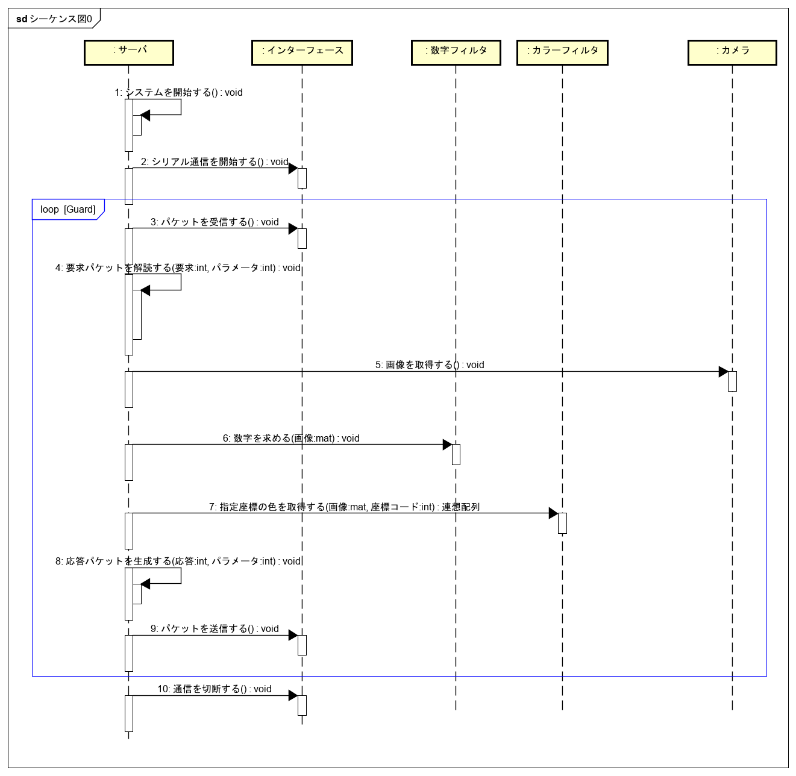 sd シーケンス図0
: サーバ
: インターフェース
: 数字フィルタ
: カラーフィルタ
: カメラ
1: システムを開始する() : void
2: シリアル通信を開始する() : void
loop [Guard]
3: パケットを受信する() : void
4: 要求パケットを解読する(要求:int, パラメータ:int) : void
5: 画像を取得する() : void
6: 数字を求める(画像:mat) : void
7: 指定座標の色を取得する(画像:mat, 座標コード:int) : 連想配列
8: 応答パケットを生成する(応答:int, パラメータ:int) : void
9: パケットを送信する() : void
10: 通信を切断する() : void